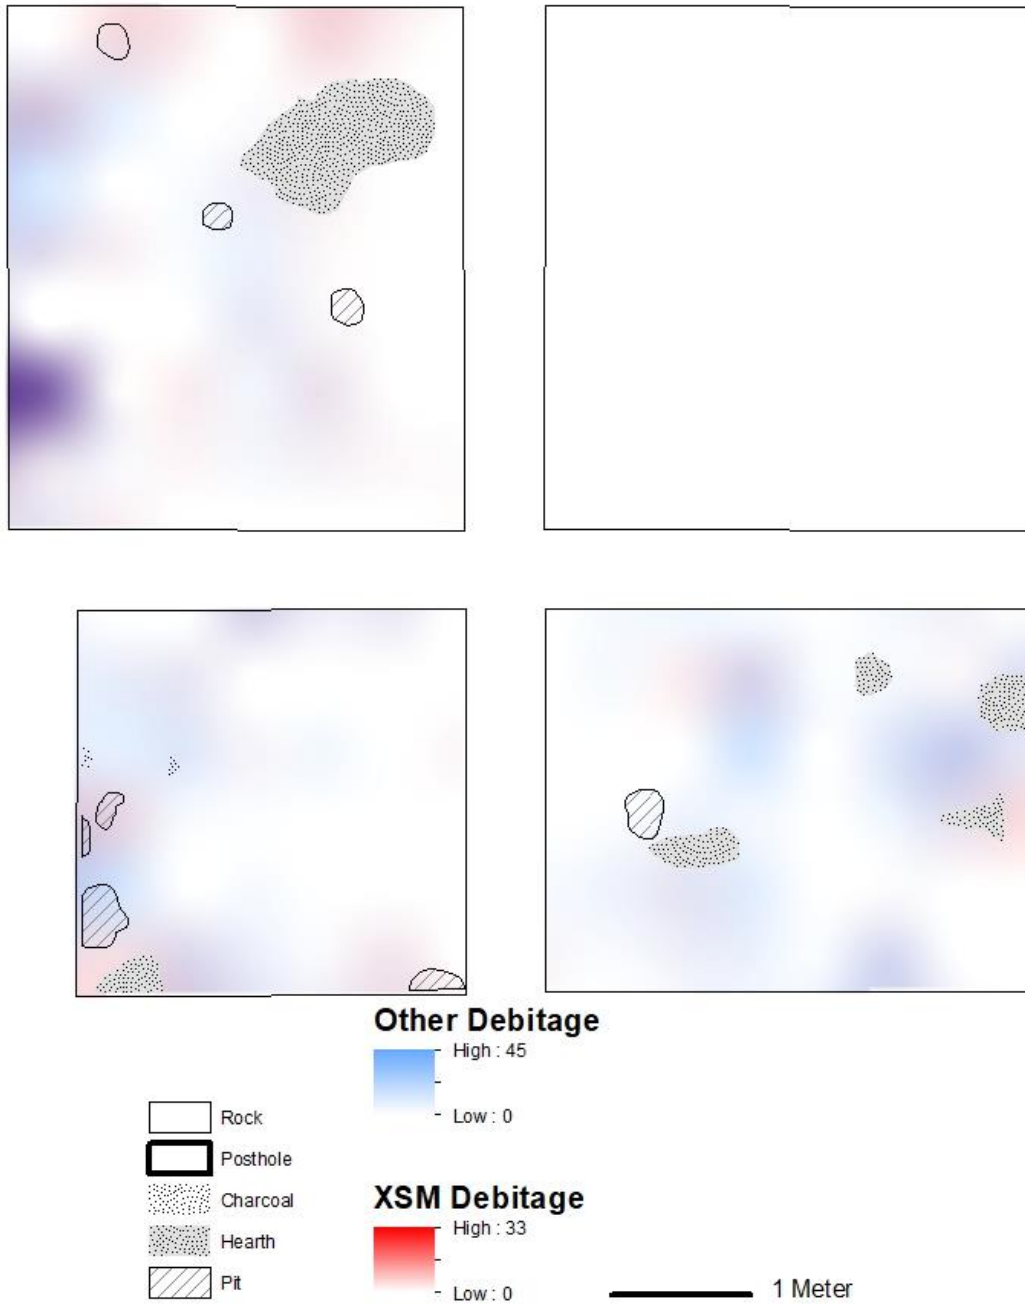 Other Debitage
High : 45
Low : 0
Rock
Posthole
Charcoal
Hearth
Pit
XSM Debitage
High : 33
Low : 0
1 Meter